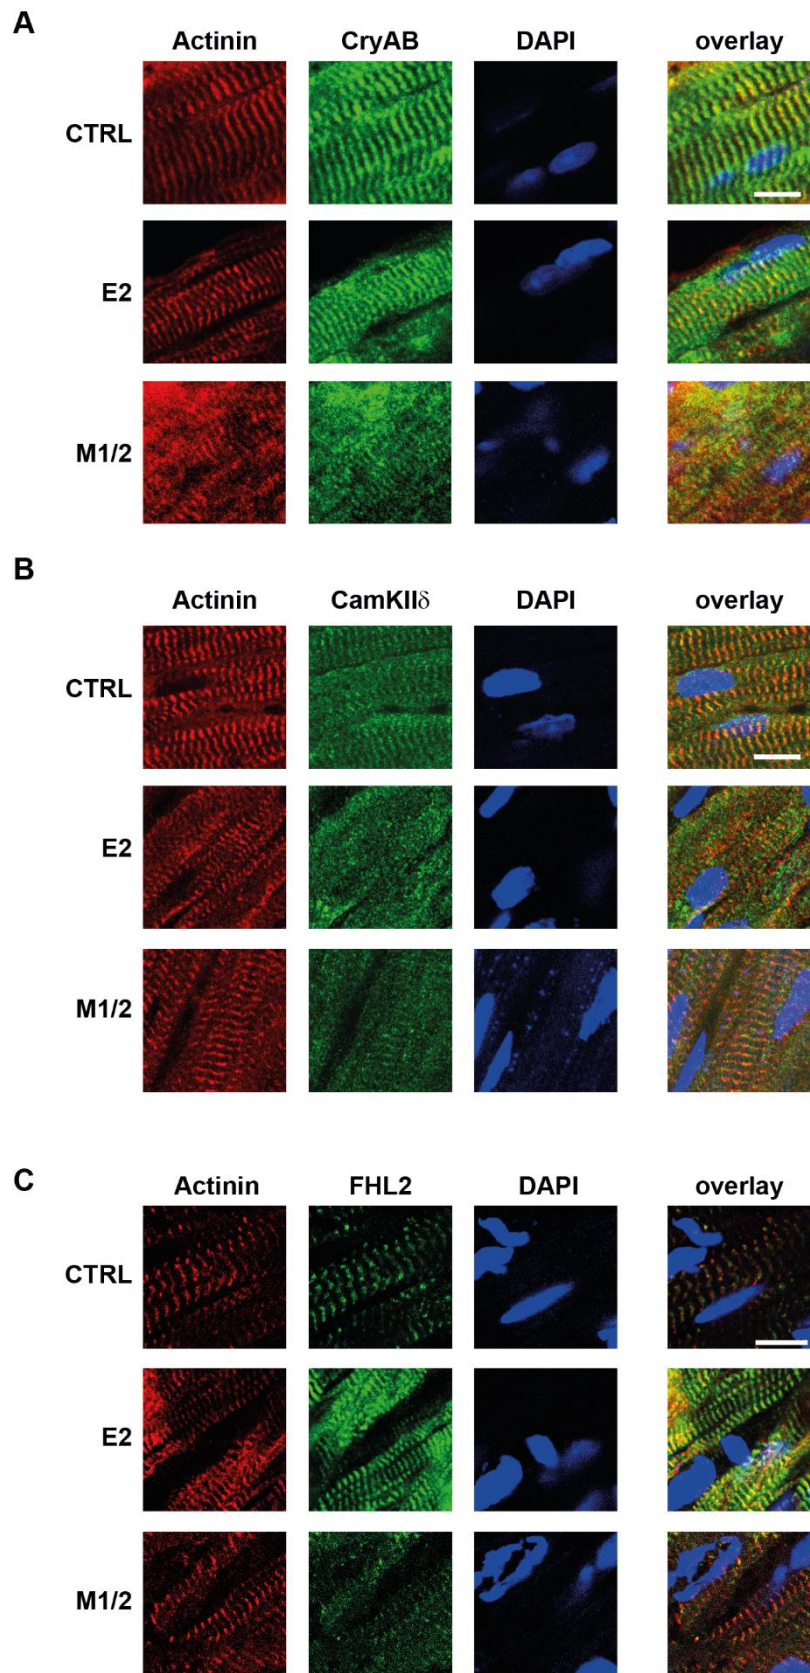 A
Actinin CryAB DAPI overlay
CTRL
E2
M1/2
B
Actinin CamKIIδ DAPI overlay
CTRL
E2
M1/2
C
Actinin FHL2 DAPI overlay
CTRL
E2
M1/2